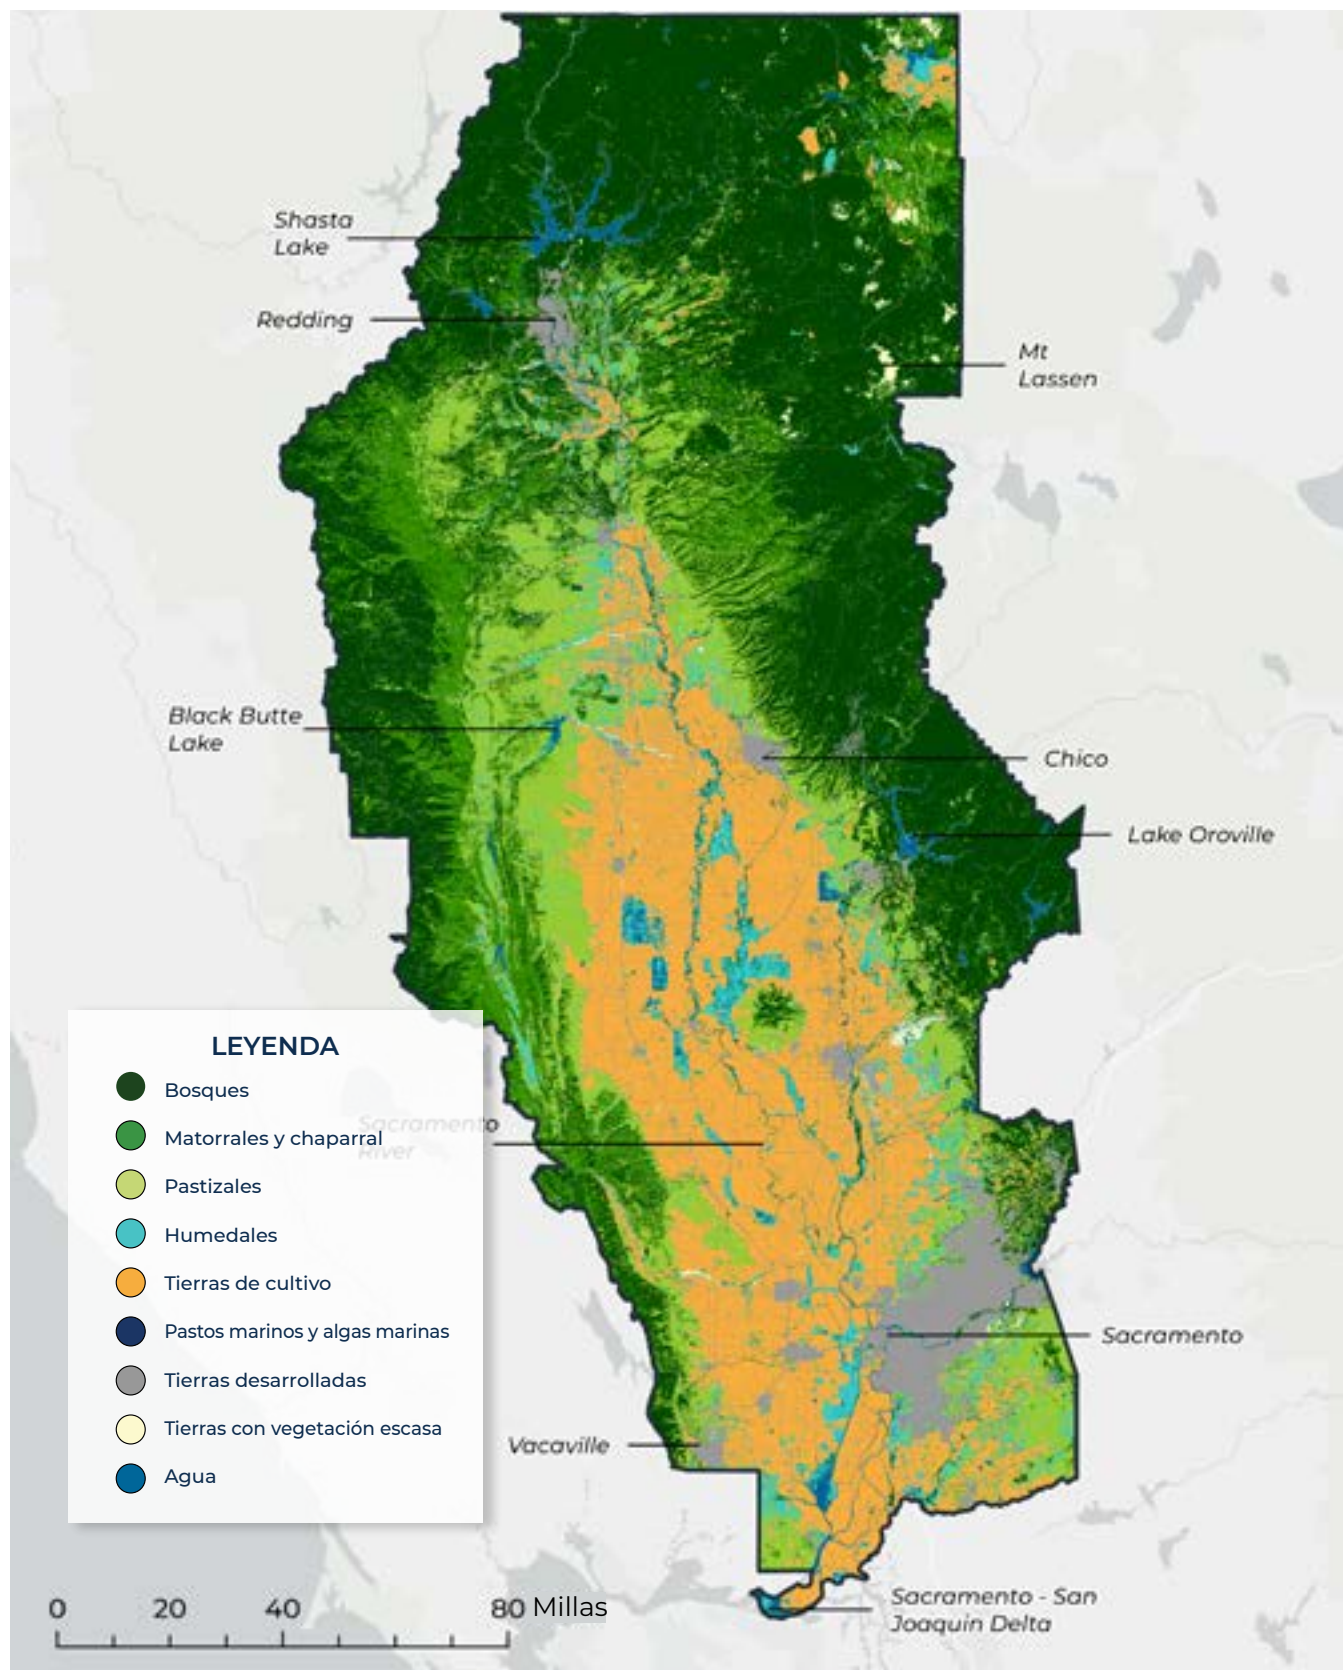 Shasta
Lake
Redding
Mt
Lassen
Black Butte
Lake
Chico
Lake Oroville
LEYENDA
Bosques
Matorrales y chaparral
Pastizales
Humedales
Tierras de cultivo
Pastos marinos y algas marinas
Tierras desarrolladas
Tierras con vegetación escasa
Agua
Sacramento
River
Sacramento
Vacaville
Sacramento - San
Joaquin Delta
0 20 40 80 Millas